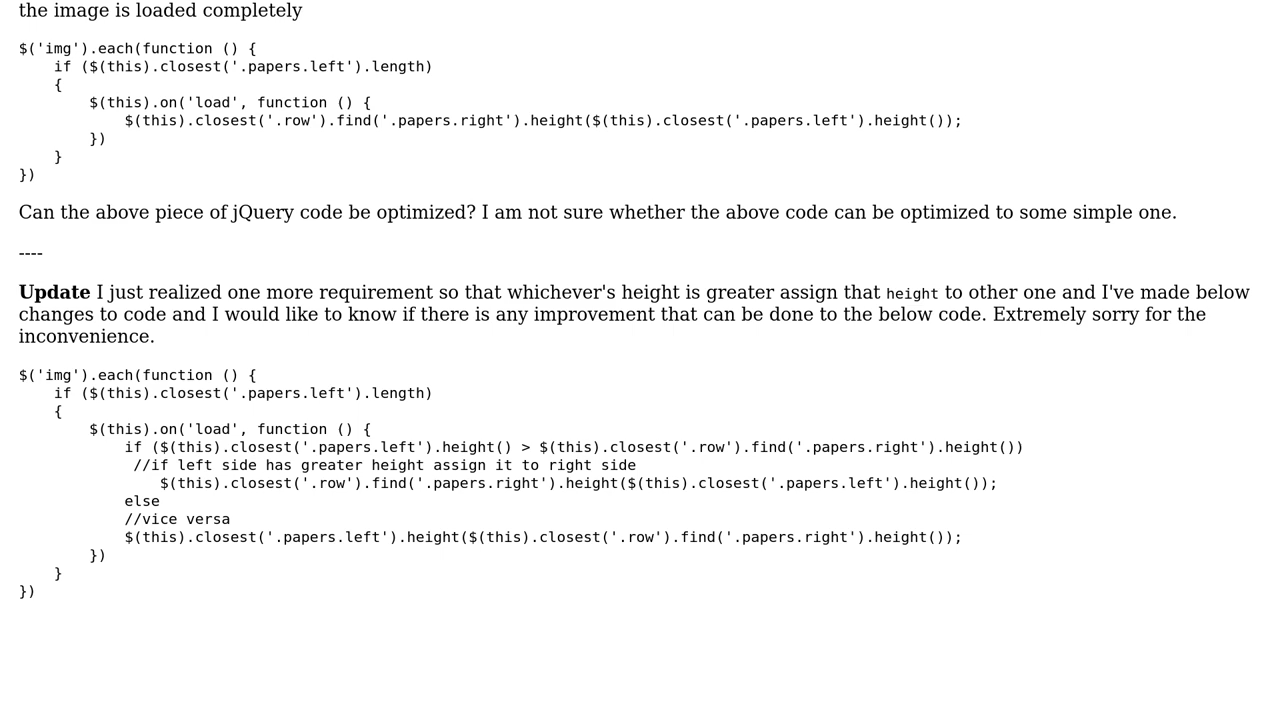 the image is loaded completely
$('img').each(function () {
    if ($(this).closest('.papers.left').length)
    {
        $(this).on('load', function () {
            $(this).closest('.row').find('.papers.right').height($(this).closest('.papers.left').height());
        })
    }
})
Can the above piece of jQuery code be optimized? I am not sure whether the above code can be optimized to some simple one.
----
Update I just realized one more requirement so that whichever's height is greater assign that height to other one and I've made below
changes to code and I would like to know if there is any improvement that can be done to the below code. Extremely sorry for the
inconvenience.
$('img').each(function () {
    if ($(this).closest('.papers.left').length)
    {
        $(this).on('load', function () {
            if ($(this).closest('.papers.left').height() > $(this).closest('.row').find('.papers.right').height())
             //if left side has greater height assign it to right side
                $(this).closest('.row').find('.papers.right').height($(this).closest('.papers.left').height());
            else
            //vice versa
            $(this).closest('.papers.left').height($(this).closest('.row').find('.papers.right').height());
        })
    }
})